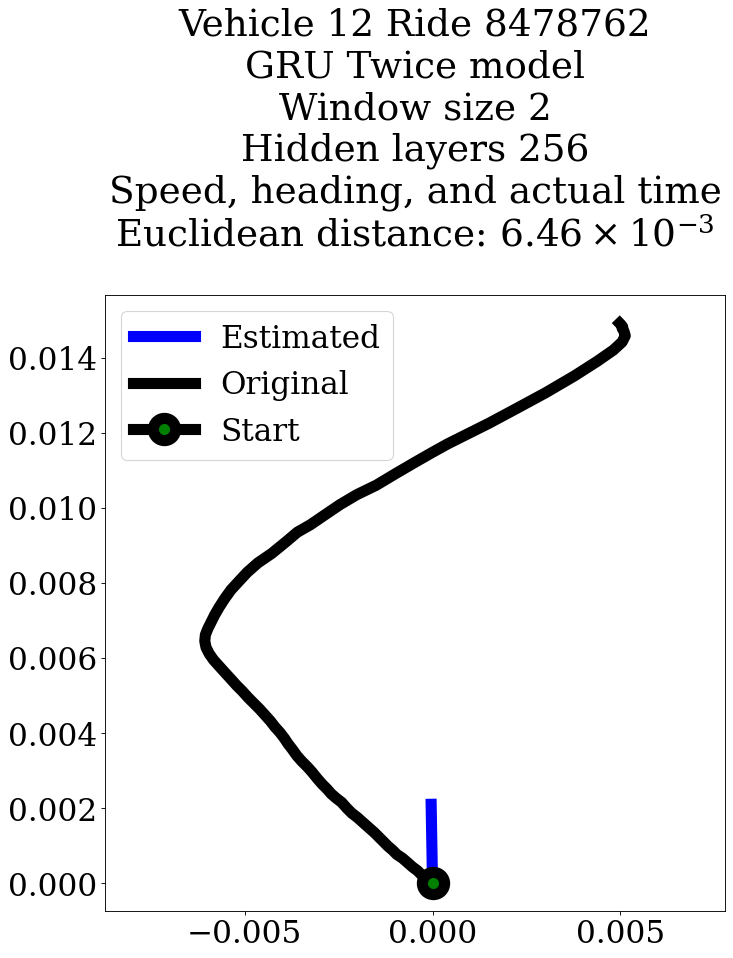 Vehicle 12 Ride 8478762
GRU Twice model
Window size 2
Hidden layers 256
Speed, heading, and actual time
Euclidean distance: 6.46 × 10⁻³
Estimated
Original
Start
0.014
0.012
0.010
0.008
0.006
0.004
0.002
0.000
−0.005 0.000 0.005